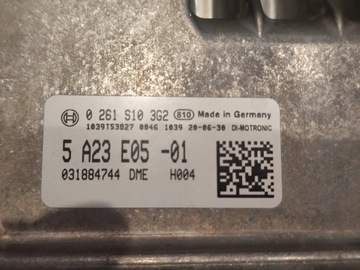 0 261 S10 3G2 810 Made in Germany
1039TS3827 0046 1039 20-06-30 DI-MOTRONIC
5 A23 E05 -01
031884744 DME H004